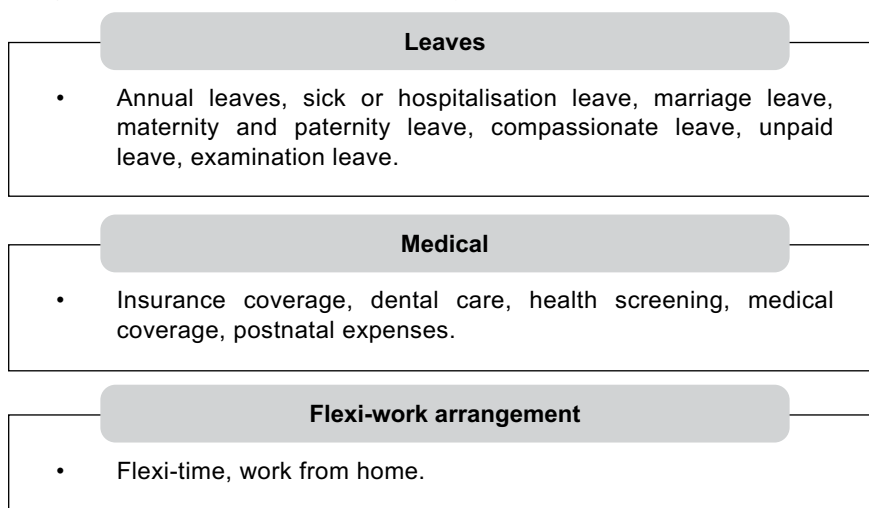 Leaves
• Annual leaves, sick or hospitalisation leave, marriage leave,
maternity and paternity leave, compassionate leave, unpaid
leave, examination leave.
Medical
• Insurance coverage, dental care, health screening, medical
coverage, postnatal expenses.
Flexi-work arrangement
• Flexi-time, work from home.